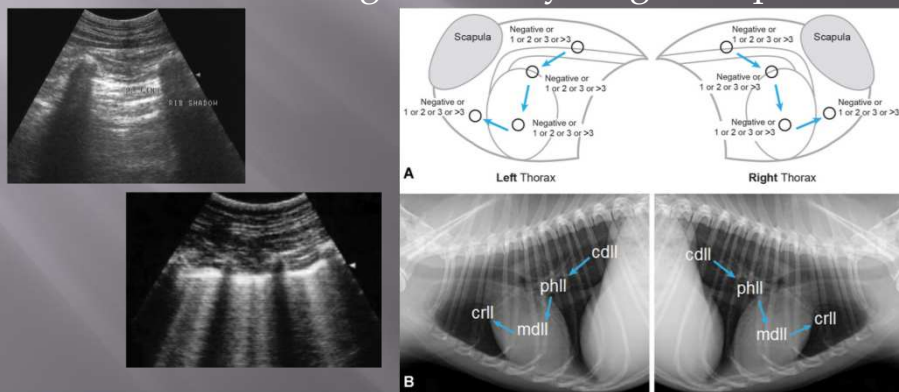 Scapula
Negative or
1 or 2 or 3 or >3
Negative or
1 or 2 or 3 or >3
Negative or
1 or 2 or 3 or >3
Negative or
1 or 2 or 3 or >3
A
Left Thorax
Negative or
1 or 2 or 3 or >3
Scapula
Negative or
1 or 2 or 3 or >3
Negative or
1 or 2 or 3 or >3
Negative or
1 or 2 or 3 or >3
Right Thorax
RIB SHADOW
cdll
phll
crll
mdll
cdll
phll
crll
mdll
B